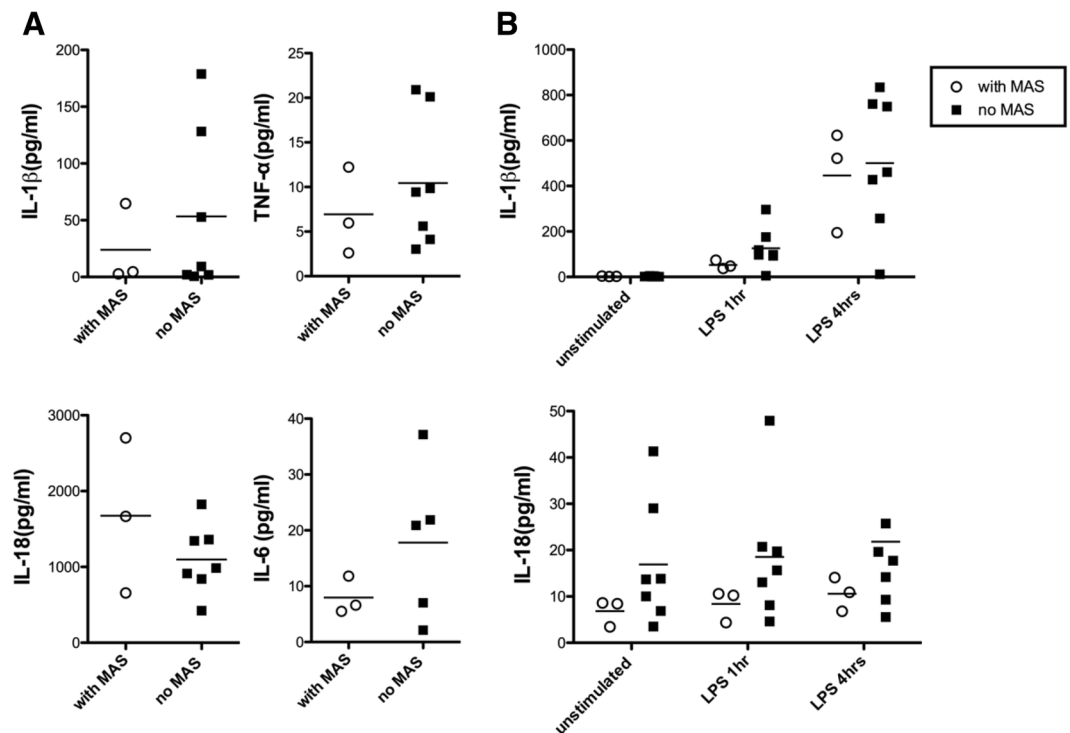 A
B
IL-1β(pg/ml)
200
150
100
50
0
with MAS
no MAS
TNF-α(pg/ml)
25
20
15
10
5
0
with MAS
no MAS
IL-1β(pg/ml)
1000
800
600
400
200
0
unstimulated
LPS 1hr
LPS 4hrs
with MAS
no MAS
IL-18(pg/ml)
3000
2000
1000
0
with MAS
no MAS
IL-6 (pg/ml)
40
30
20
10
0
with MAS
no MAS
IL-18(pg/ml)
50
40
30
20
10
0
unstimulated
LPS 1hr
LPS 4hrs